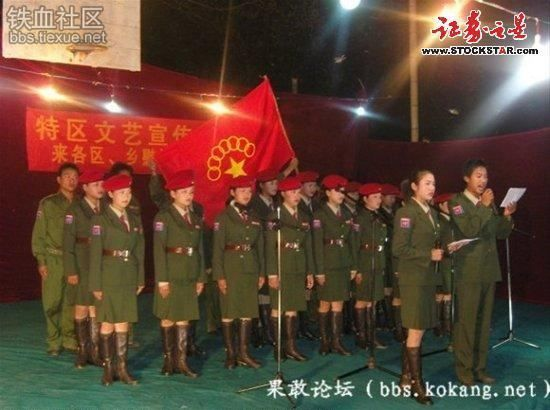 铁血社区
bbs.tiexue.net
证券之星
www.STOCKSTAR.com
特区文艺宣传
来各区、乡
果敢论坛（bbs.kokang.net）